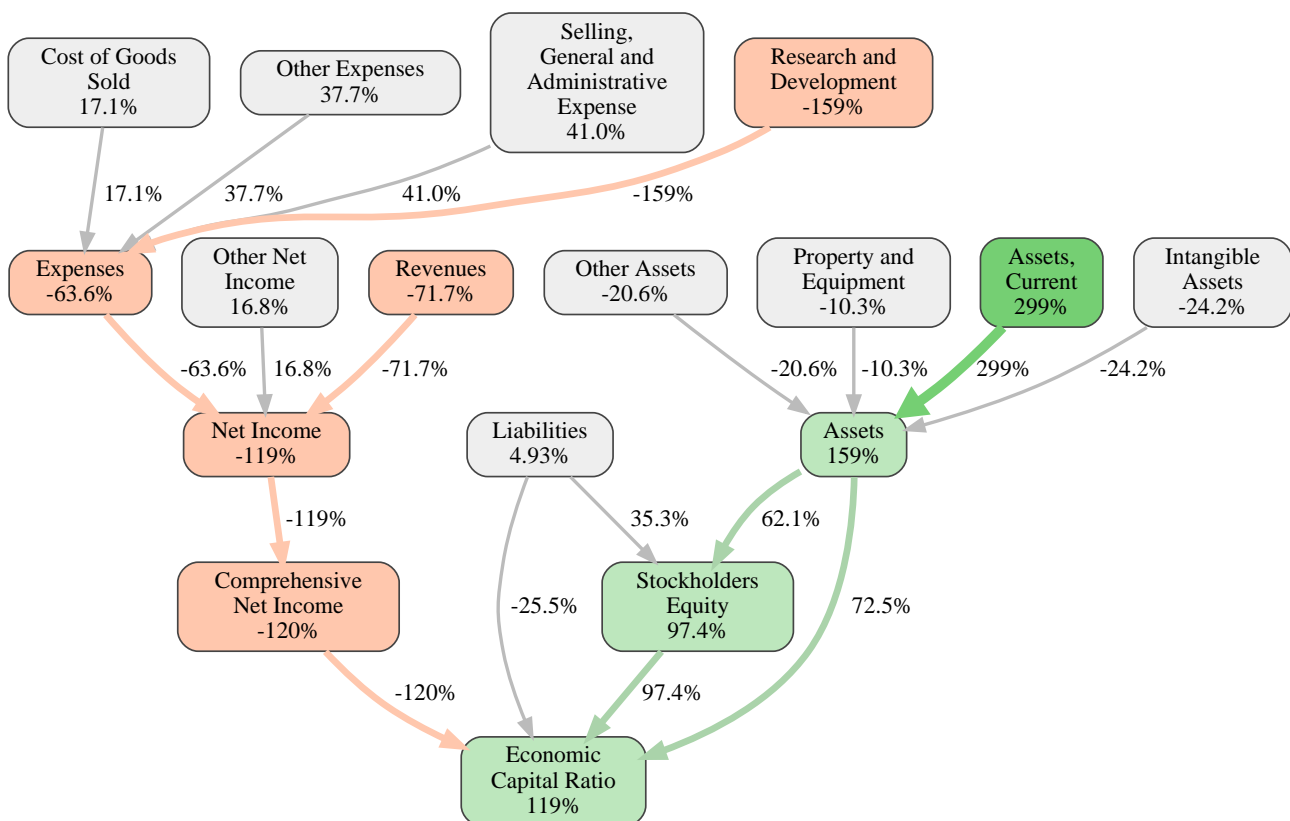 Cost of Goods
Sold
17.1%
Other Expenses
37.7%
Selling,
General and
Administrative
Expense
41.0%
Research and
Development
-159%
17.1%
37.7%
41.0%
-159%
Expenses
-63.6%
Other Net
Income
16.8%
Revenues
-71.7%
Other Assets
-20.6%
Property and
Equipment
-10.3%
Assets,
Current
299%
Intangible
Assets
-24.2%
-63.6%
16.8%
-71.7%
-20.6%
-10.3%
299%
-24.2%
Net Income
-119%
Liabilities
4.93%
Assets
159%
-119%
35.3%
62.1%
Comprehensive
Net Income
-120%
-25.5%
Stockholders
Equity
97.4%
72.5%
-120%
97.4%
Economic
Capital Ratio
119%